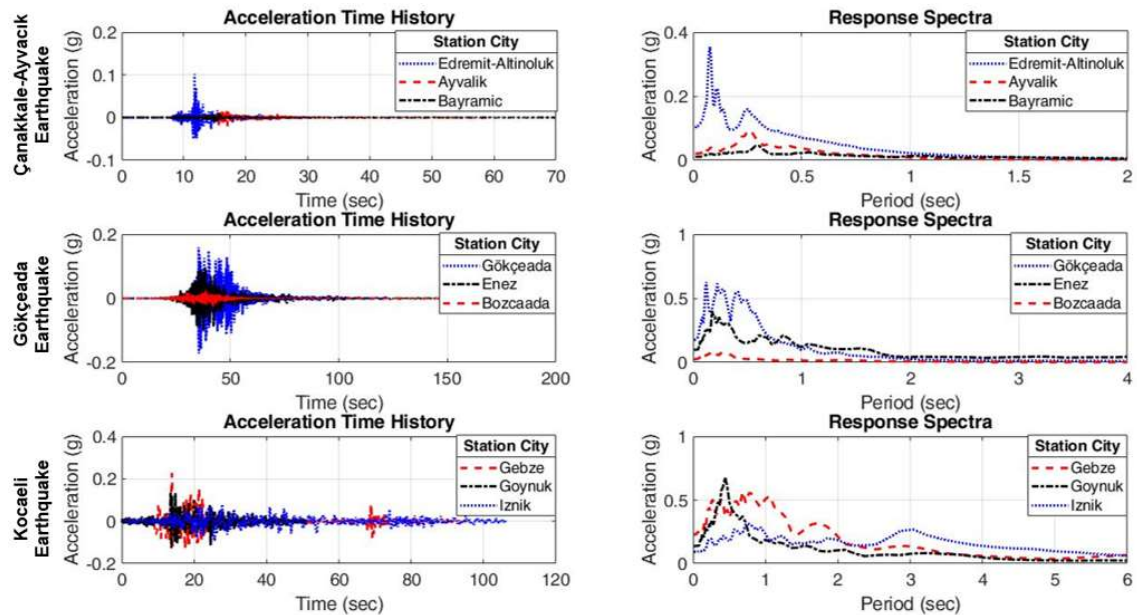 Çanakkale-Ayvacık
Earthquake
Acceleration Time History
Acceleration (g)
0.2
0.1
0
-0.1
Station City
Edremit-Altinoluk
Ayvalik
Bayramic
0 10 20 30 40 50 60 70
Time (sec)
Response Spectra
Acceleration (g)
0.4
0.2
0
Station City
Edremit-Altinoluk
Ayvalik
Bayramic
0 0.5 1 1.5 2
Period (sec)
Gökçeada
Earthquake
Acceleration Time History
Acceleration (g)
0.2
0
-0.2
Station City
Gökçeada
Enez
Bozcaada
0 50 100 150 200
Time (sec)
Response Spectra
Acceleration (g)
1
0.5
0
Station City
Gökçeada
Enez
Bozcaada
0 1 2 3 4
Period (sec)
Kocaeli
Earthquake
Acceleration Time History
Acceleration (g)
0.4
0.2
0
-0.2
Station City
Gebze
Goynuk
Iznik
0 20 40 60 80 100 120
Time (sec)
Response Spectra
Acceleration (g)
1
0.5
0
Station City
Gebze
Goynuk
Iznik
0 1 2 3 4 5 6
Period (sec)